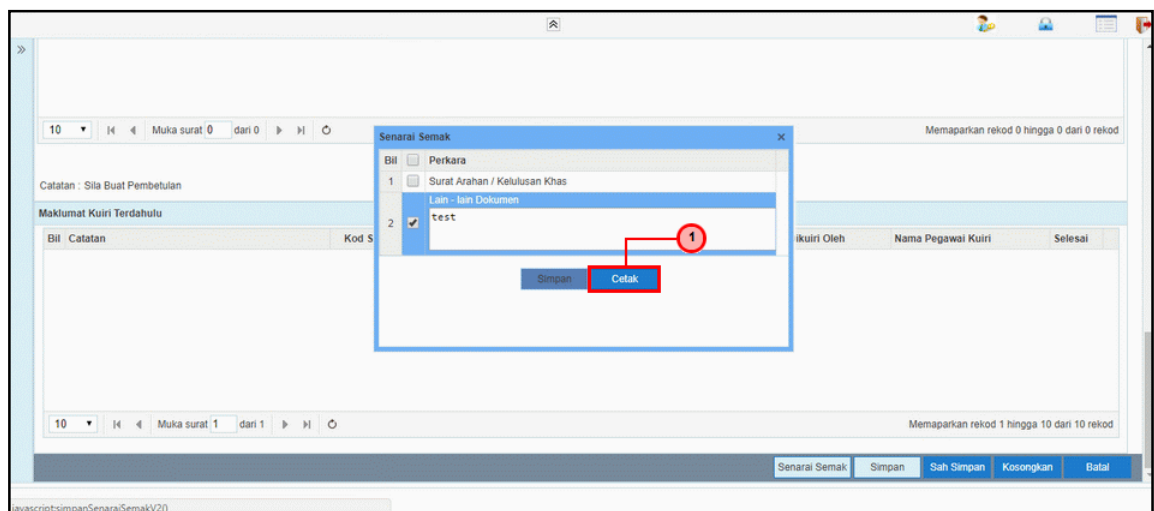 10 Muka surat 0 dari 0 Memaparkan rekod 0 hingga 0 dari 0 rekod
Catatan : Sila Buat Pembetulan
Maklumat Kuiri Terdahulu
Bil Catatan Kod S ikuiri Oleh Nama Pegawai Kuiri Selesai
Senarai Semak
Bil Perkara
1 Surat Arahan / Kelulusan Khas
Lain - lain Dokumen
2 test
1
Simpan Cetak
10 Muka surat 1 dari 1 Memaparkan rekod 1 hingga 10 dari 10 rekod
Senarai Semak Simpan Sah Simpan Kosongkan Batal
javascript:simpanSenaraiSemakV2()